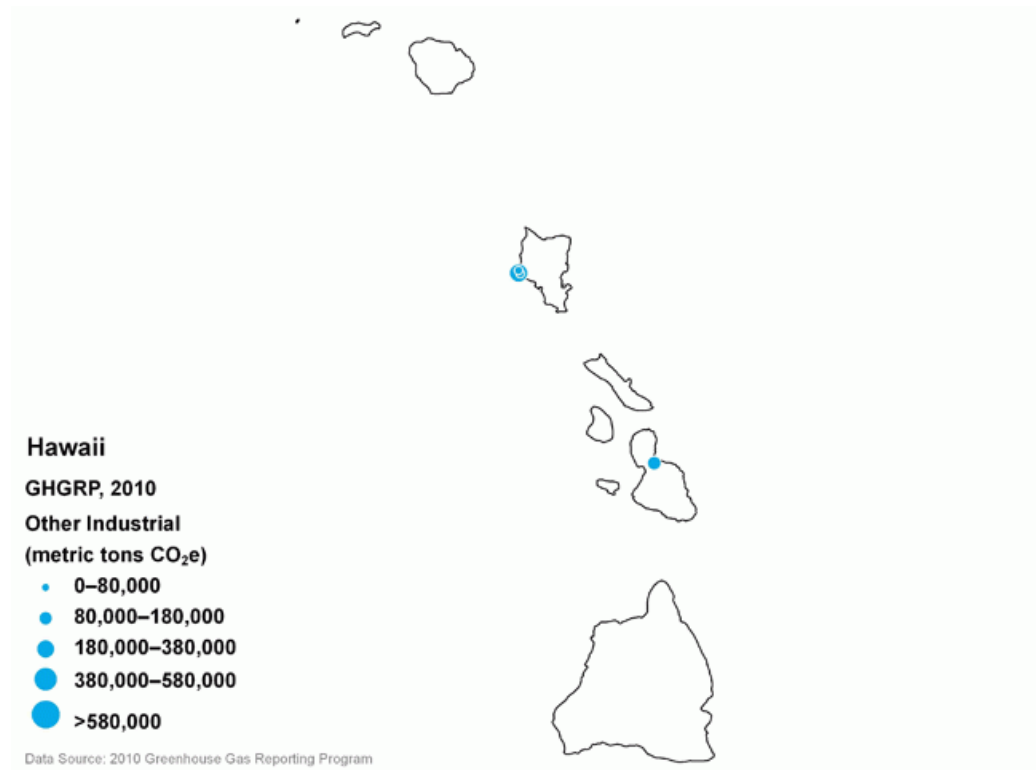 Hawaii
GHGRP, 2010
Other Industrial
(metric tons CO₂e)
0–80,000
80,000–180,000
180,000–380,000
380,000–580,000
>580,000
Data Source: 2010 Greenhouse Gas Reporting Program